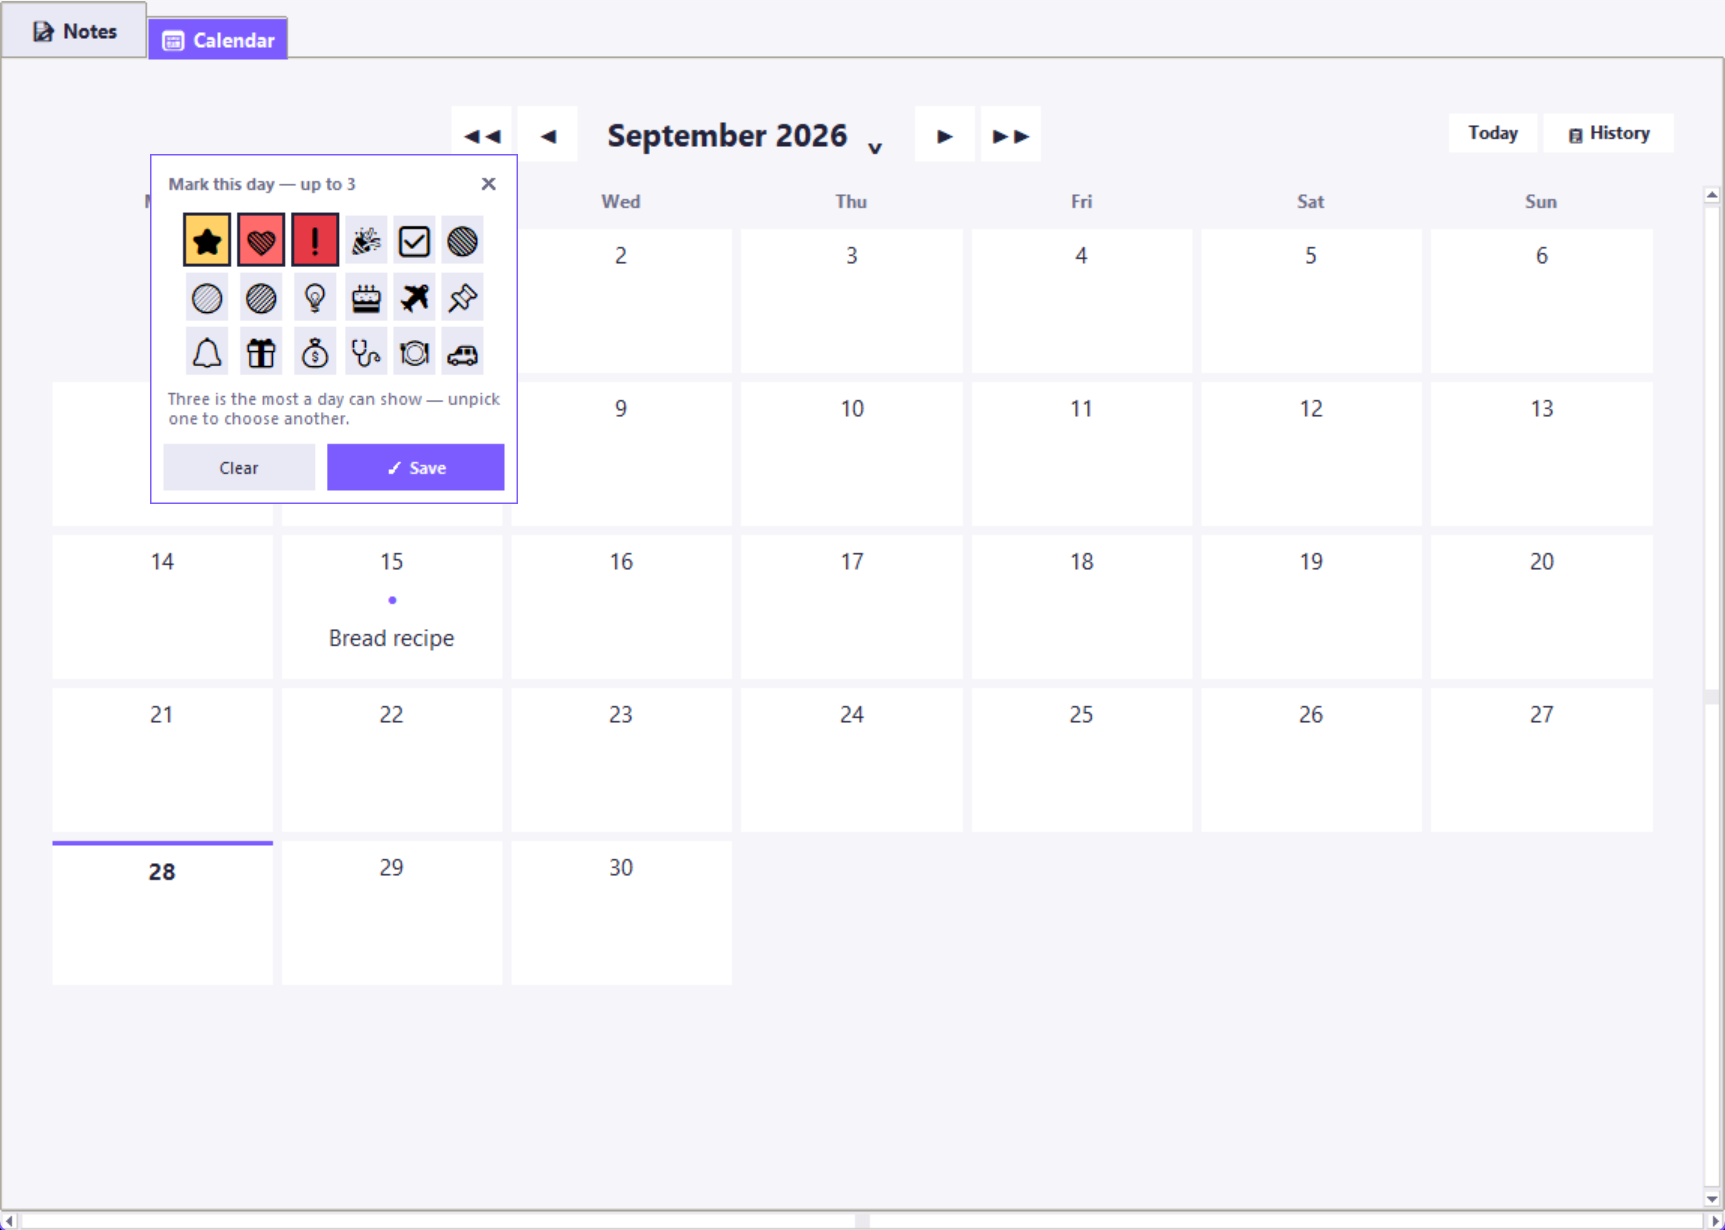 Notes
Calendar
◄◄ ◄ September 2026 v ► ►►
Today
History
Mark this day — up to 3 ✕
Wed Thu Fri Sat Sun
2 3 4 5 6
Three is the most a day can show — unpick
one to choose another.
Clear
✓ Save
9 10 11 12 13
14 15 16 17 18 19 20
Bread recipe
21 22 23 24 25 26 27
28 29 30